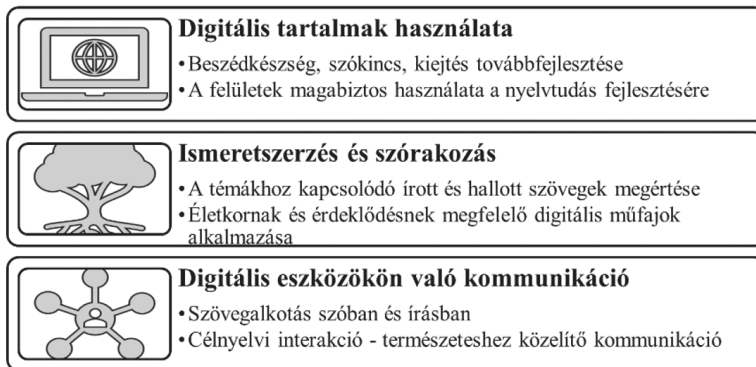 Digitális tartalmak használata
• Beszédkészség, szókincs, kiejtés továbbfejlesztése
• A felületek magabiztos használata a nyelvtudás fejlesztésére
Ismeretszerzés és szórakozás
• A témákhoz kapcsolódó írott és hallott szövegek megértése
• Életkornak és érdeklődésnek megfelelő digitális műfajok
alkalmazása
Digitális eszközökön való kommunikáció
• Szövegalkotás szóban és írásban
• Célnyelvi interakció - természeteshez közelítő kommunikáció